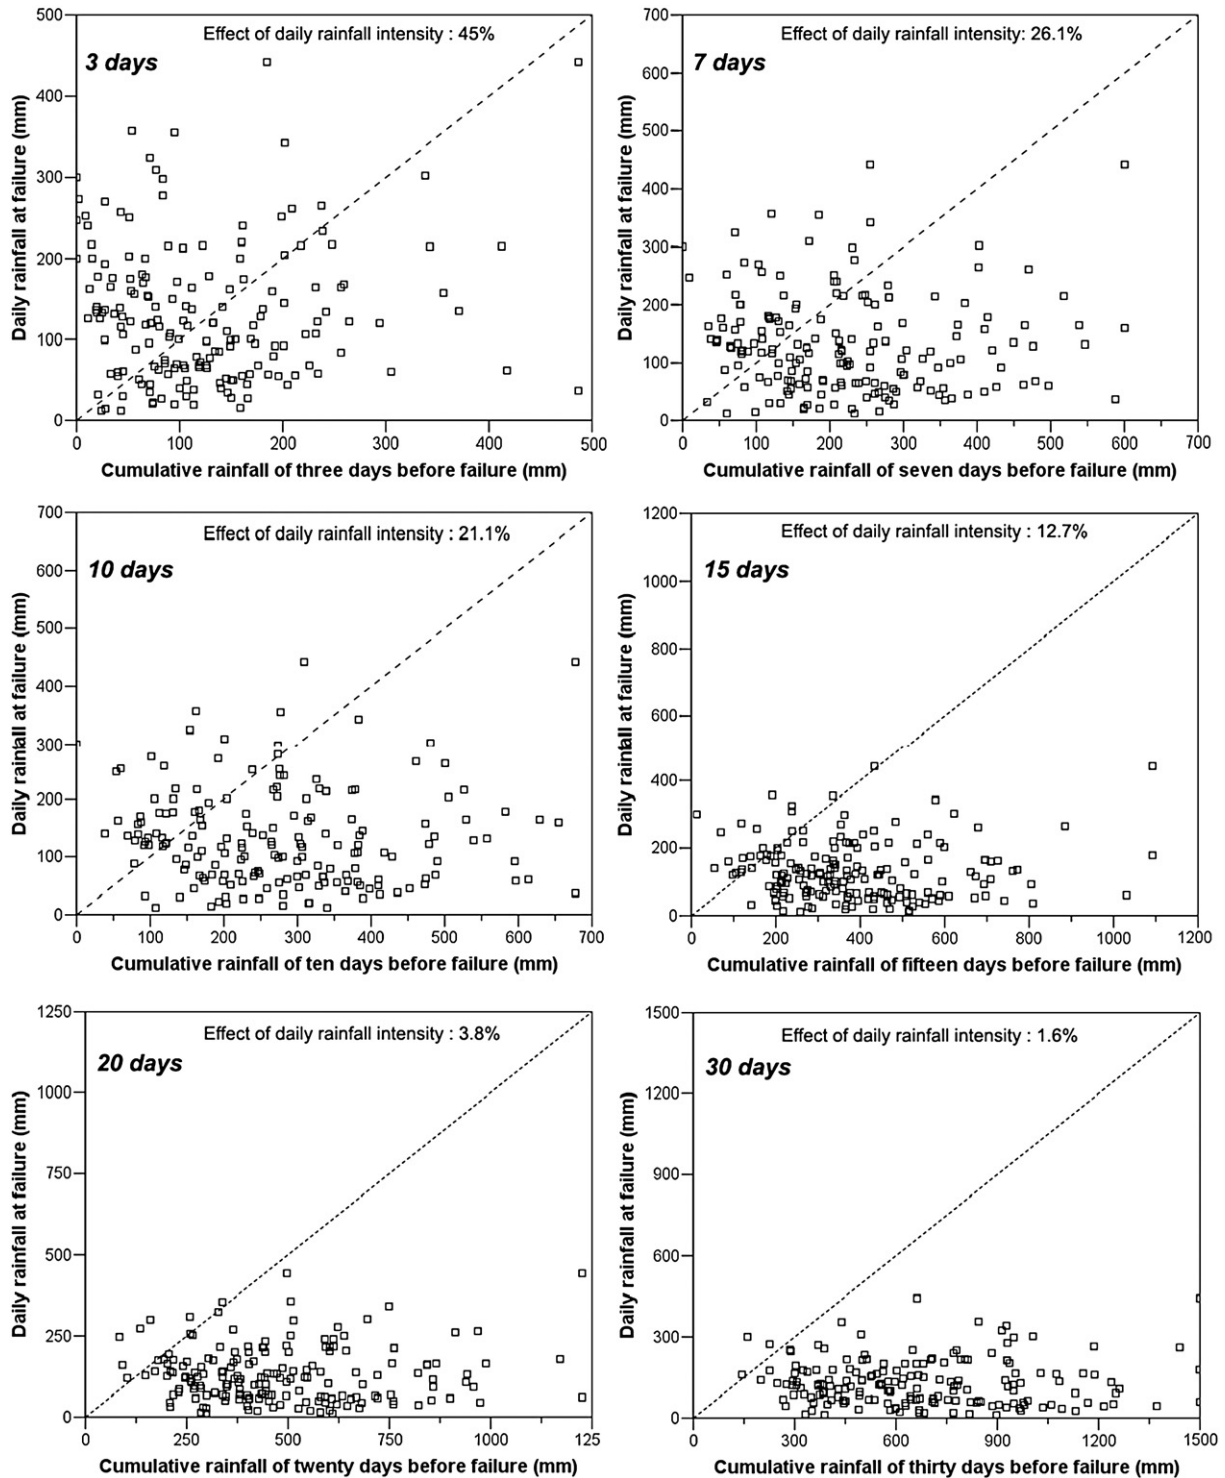 Effect of daily rainfall intensity : 45%
3 days
500
400
300
200
100
0
Daily rainfall at failure (mm)
0 100 200 300 400 500
Cumulative rainfall of three days before failure (mm)
Effect of daily rainfall intensity: 26.1%
7 days
700
600
500
400
300
200
100
0
Daily rainfall at failure (mm)
0 100 200 300 400 500 600 700
Cumulative rainfall of seven days before failure (mm)
Effect of daily rainfall intensity : 21.1%
10 days
700
600
500
400
300
200
100
0
Daily rainfall at failure (mm)
0 100 200 300 400 500 600 700
Cumulative rainfall of ten days before failure (mm)
Effect of daily rainfall intensity : 12.7%
15 days
1200
1000
800
600
400
200
0
Daily rainfall at failure (mm)
0 200 400 600 800 1000 1200
Cumulative rainfall of fifteen days before failure (mm)
Effect of daily rainfall intensity : 3.8%
20 days
1250
1000
750
500
250
0
Daily rainfall at failure (mm)
0 250 500 750 1000 125
Cumulative rainfall of twenty days before failure (mm)
Effect of daily rainfall intensity : 1.6%
30 days
1500
1200
900
600
300
0
Daily rainfall at failure (mm)
0 300 600 900 1200 1500
Cumulative rainfall of thirty days before failure (mm)